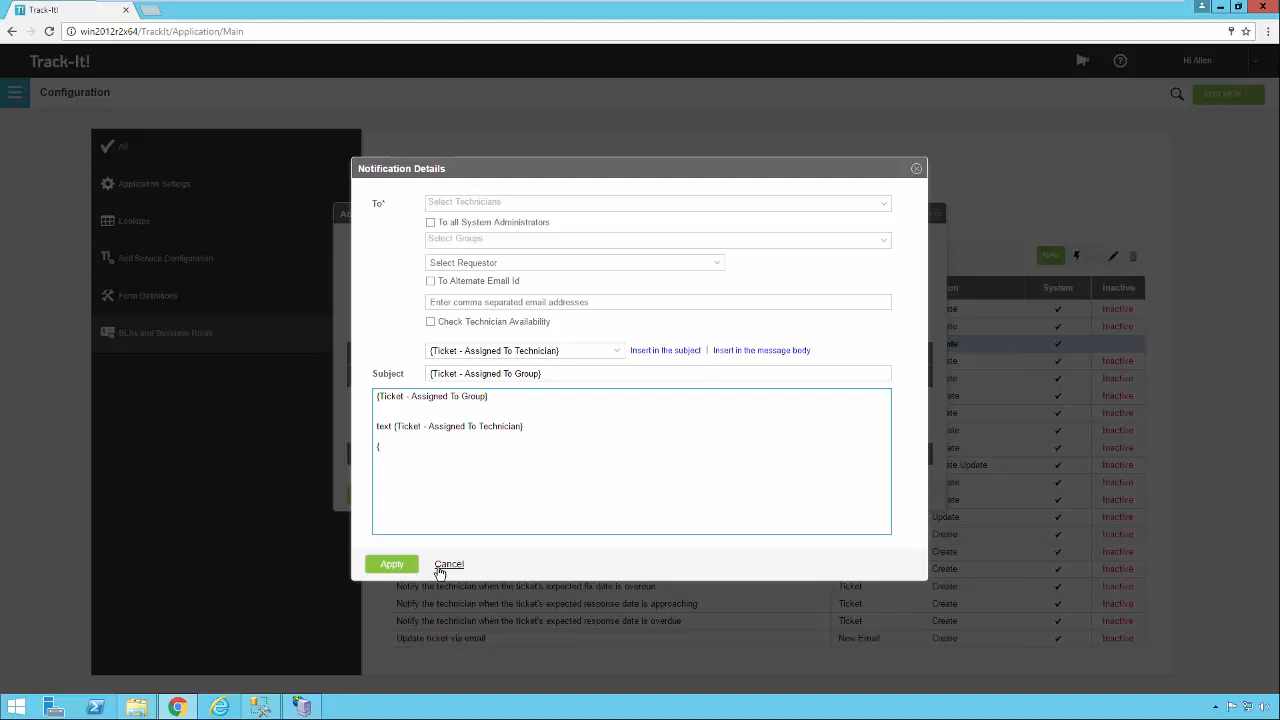 Track-It!
win2012r2x64/TrackIt/Application/Main
Track-It!
Hi Allen
Configuration
ADD NEW
All
Application Settings
Lookups
Self Service Configuration
Form Definitions
SLAs and Business Rules
Notification Details
To*
Select Technicians
To all System Administrators
Select Groups
Select Requestor
To Alternate Email Id
Enter comma separated email addresses
Check Technician Availability
{Ticket - Assigned To Technician}
Insert in the subject | Insert in the message body
Subject
{Ticket - Assigned To Group}
{Ticket - Assigned To Group}
text {Ticket - Assigned To Technician}
{
Apply
Cancel
New
System
Inactive
Inactive
Inactive
Inactive
Inactive
Inactive
Inactive
Inactive
Inactive
Inactive
Inactive
Inactive
Update
Create
Inactive
Create
Inactive
Create
Inactive
Notify the technician when the ticket's expected fix date is overdue
Ticket
Create
Inactive
Notify the technician when the ticket's expected response date is approaching
Ticket
Create
Inactive
Notify the technician when the ticket's expected response date is overdue
Ticket
Create
Inactive
Update ticket via email
New Email
Create
Inactive